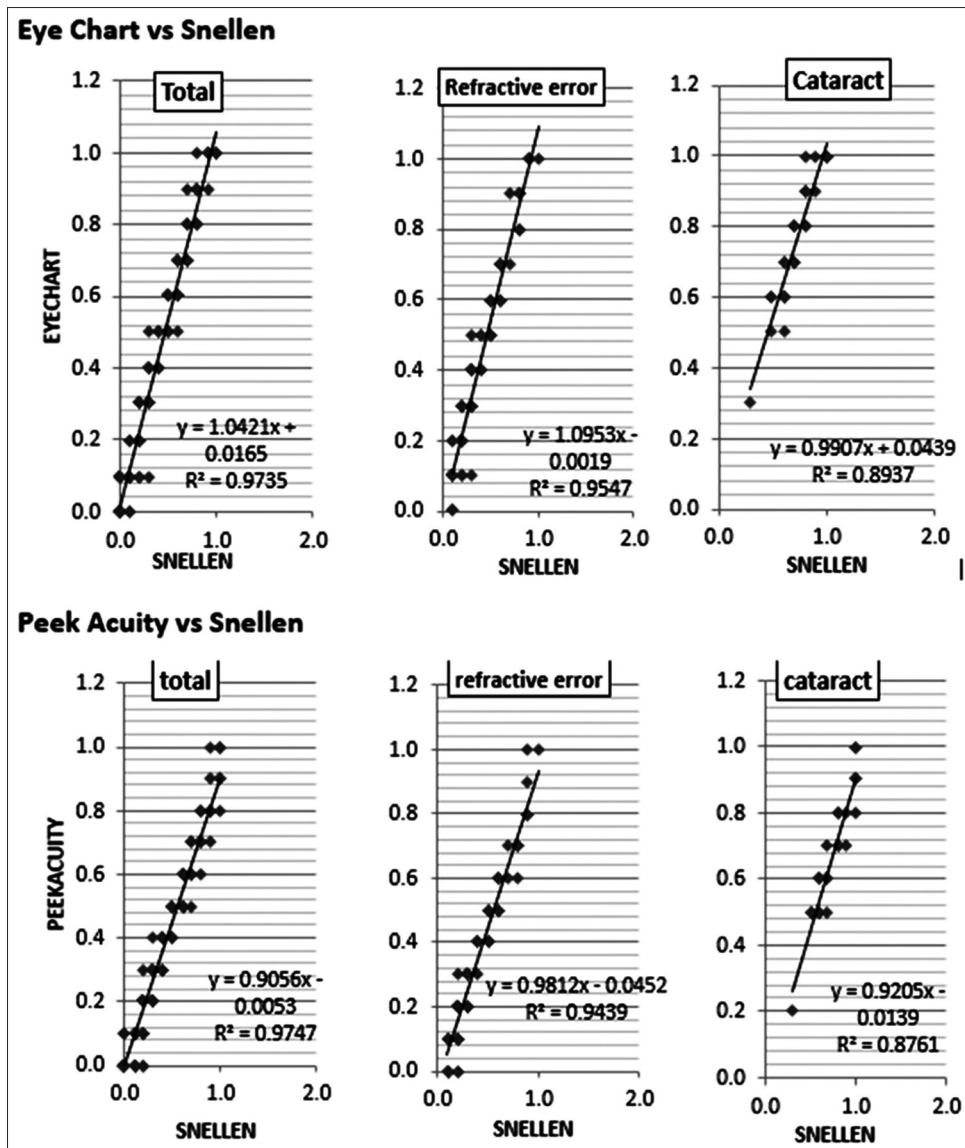 Eye Chart vs Snellen
Total
1.2
1.0
0.8
0.6
0.4
0.2
0.0
EYECHART
y = 1.0421x +
0.0165
R² = 0.9735
0.0 1.0 2.0
SNELLEN
Refractive error
1.2
1.0
0.8
0.6
0.4
0.2
0.0
y = 1.0953x -
0.0019
R² = 0.9547
0.0 1.0 2.0
SNELLEN
Cataract
1.2
1.0
0.8
0.6
0.4
0.2
0.0
y = 0.9907x + 0.0439
R² = 0.8937
0.0 1.0 2.0
SNELLEN
Peek Acuity vs Snellen
total
1.2
1.0
0.8
0.6
0.4
0.2
0.0
PEEKACUITY
y = 0.9056x -
0.0053
R² = 0.9747
0.0 1.0 2.0
SNELLEN
refractive error
1.2
1.0
0.8
0.6
0.4
0.2
0.0
y = 0.9812x - 0.0452
R² = 0.9439
0.0 1.0 2.0
SNELLEN
cataract
1.2
1.0
0.8
0.6
0.4
0.2
0.0
y = 0.9205x -
0.0139
R² = 0.8761
0.0 1.0 2.0
SNELLEN